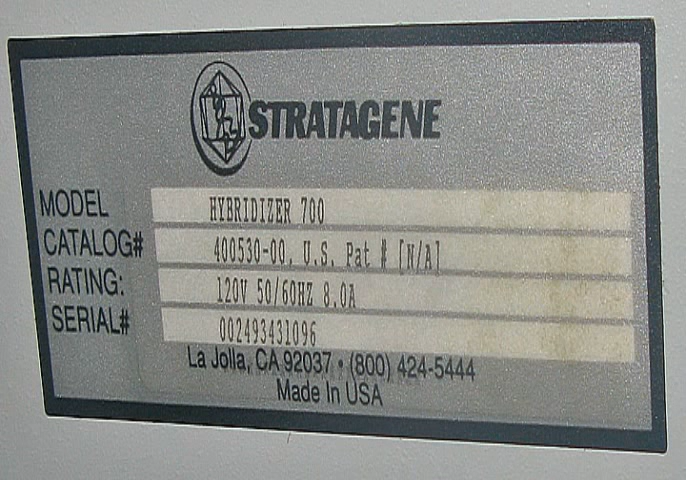 STRATAGENE
MODEL HYBRIDIZER 700
CATALOG# 400530-00, U.S. Pat # [N/A]
RATING: 120V 50/60HZ 8.0A
SERIAL# 002493431096
La Jolla, CA 92037 • (800) 424-5444
Made In USA